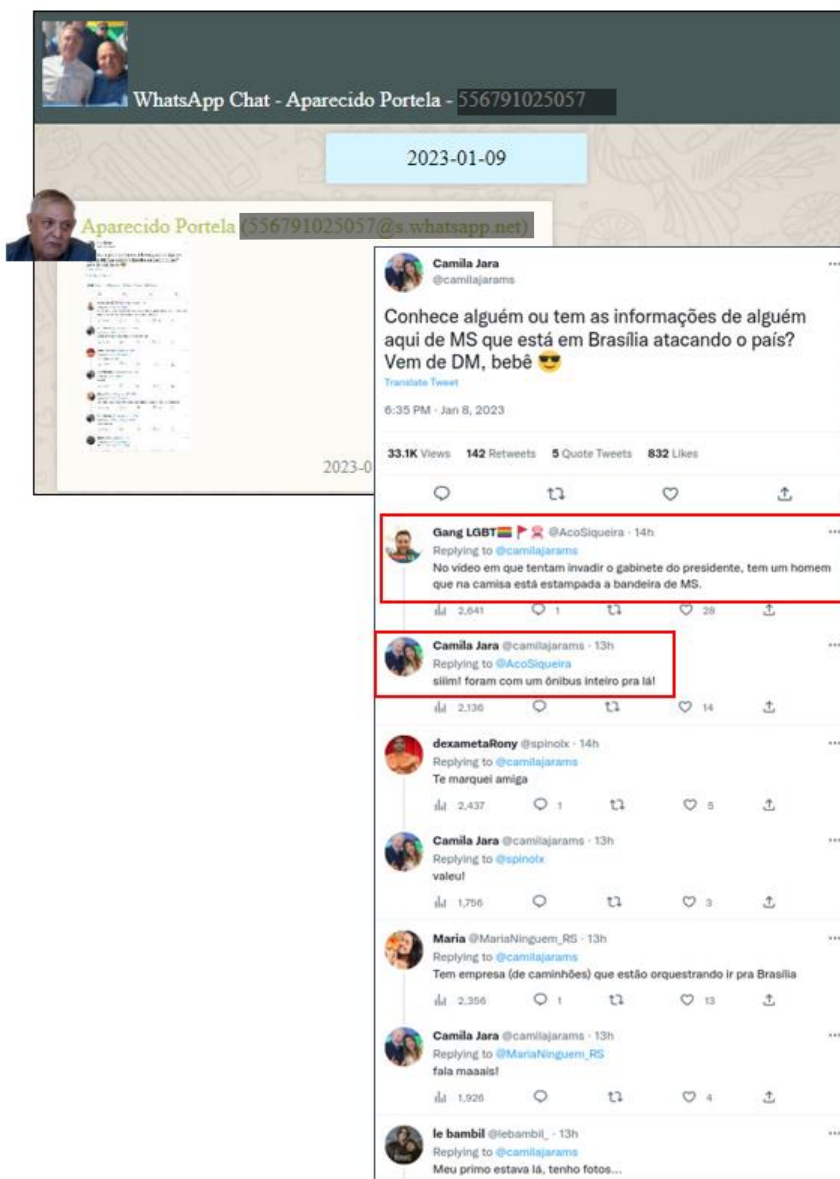 WhatsApp Chat - Aparecido Portela - 556791025057
2023-01-09
Aparecido Portela (556791025057@s.whatsapp.net)
2023-0
Camila Jara
@camilajarams
Conhece alguém ou tem as informações de alguém
aqui de MS que está em Brasília atacando o país?
Vem de DM, bebê 😎
Translate Tweet
6:35 PM · Jan 8, 2023
33.1K Views 142 Retweets 5 Quote Tweets 832 Likes
Gang LGBT🏳️‍🌈 🚩 @AcoSiqueira · 14h
Replying to @camilajarams
No vídeo em que tentam invadir o gabinete do presidente, tem um homem
que na camisa está estampada a bandeira de MS.
2,641 1 28
Camila Jara @camilajarams · 13h
Replying to @AcoSiqueira
siiim! foram com um ônibus inteiro pra lá!
2,136 14
dexametaRony @spinolx · 14h
Replying to @camilajarams
Te marquei amiga
2,437 1 5
Camila Jara @camilajarams · 13h
Replying to @spinolx
valeu!
1,756 3
Maria @MariaNinguem_RS · 13h
Replying to @camilajarams
Tem empresa (de caminhões) que estão orquestrando ir pra Brasília
2,356 1 13
Camila Jara @camilajarams · 13h
Replying to @MariaNinguem_RS
fala maaais!
1,926 4
le bambil @lebambil_ · 13h
Replying to @camilajarams
Meu primo estava lá, tenho fotos...